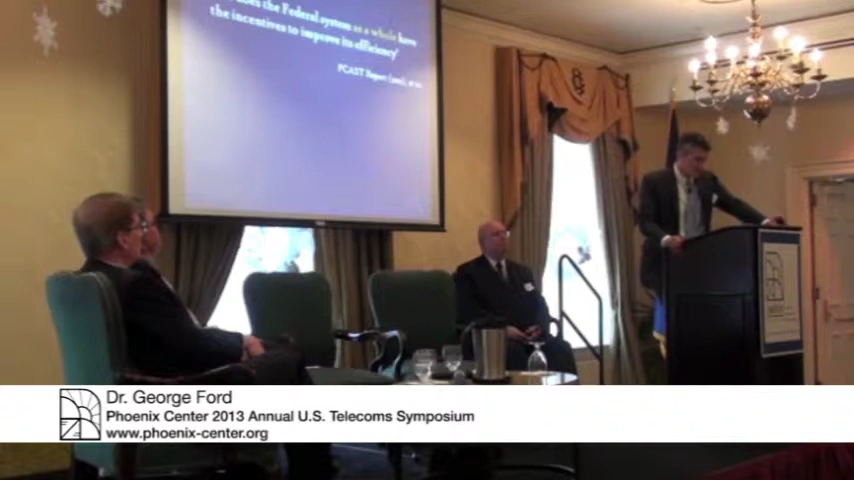 the Federal system as a whole have
the incentives to improve its efficiency"
PCAST Report
Dr. George Ford
Phoenix Center 2013 Annual U.S. Telecoms Symposium
www.phoenix-center.org